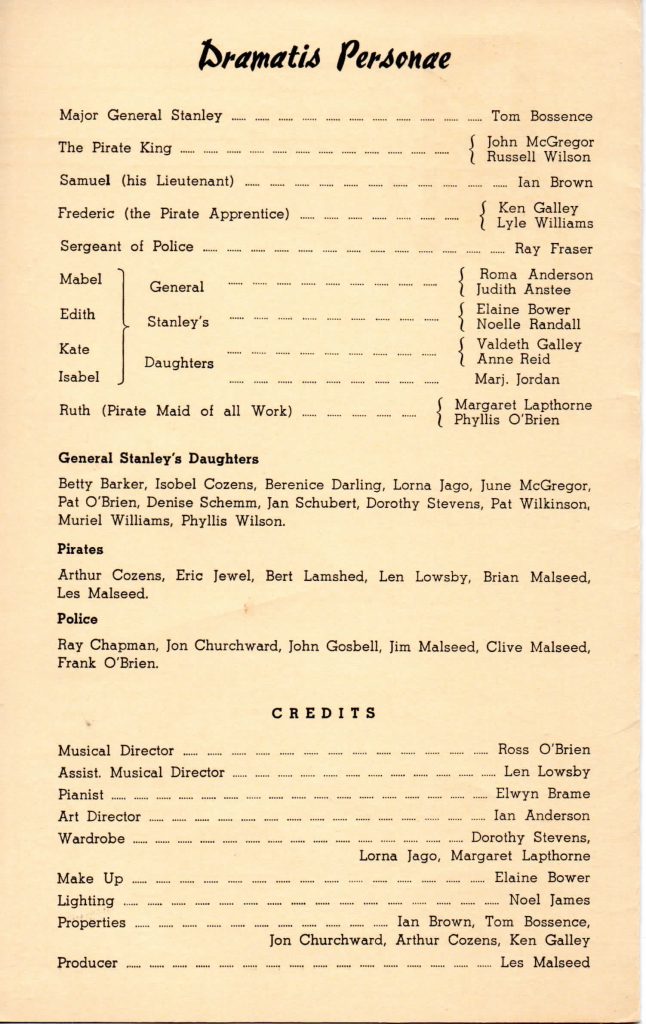 Dramatis Personae
Major General Stanley ..... ..... ..... ..... ..... ..... ..... ..... ..... ..... ..... Tom Bossence
The Pirate King ..... ..... ..... ..... ..... ..... ..... ..... ..... ..... ..... { John McGregor
Russell Wilson
Samuel (his Lieutenant) ..... ..... ..... ..... ..... ..... ..... ..... ..... ..... ..... Ian Brown
Frederic (the Pirate Apprentice) ..... ..... ..... ..... ..... ..... ..... { Ken Galley
Lyle Williams
Sergeant of Police ..... ..... ..... ..... ..... ..... ..... ..... ..... ..... ..... ..... Ray Fraser
Mabel } General ..... ..... ..... ..... ..... ..... ..... ..... { Roma Anderson
Judith Anstee
Edith Stanley's ..... ..... ..... ..... ..... ..... ..... ..... { Elaine Bower
Noelle Randall
Kate Daughters ..... ..... ..... ..... ..... ..... ..... ..... { Valdeth Galley
Anne Reid
Isabel ..... ..... ..... ..... ..... ..... ..... ..... Marj. Jordan
Ruth (Pirate Maid of all Work) ..... ..... ..... ..... ..... { Margaret Lapthorne
Phyllis O'Brien
General Stanley's Daughters
Betty Barker, Isobel Cozens, Berenice Darling, Lorna Jago, June McGregor,
Pat O'Brien, Denise Schemm, Jan Schubert, Dorothy Stevens, Pat Wilkinson,
Muriel Williams, Phyllis Wilson.
Pirates
Arthur Cozens, Eric Jewel, Bert Lamshed, Len Lowsby, Brian Malseed,
Les Malseed.
Police
Ray Chapman, Jon Churchward, John Gosbell, Jim Malseed, Clive Malseed,
Frank O'Brien.
CREDITS
Musical Director ..... ..... ..... ..... ..... ..... ..... ..... ..... ..... ..... ..... ..... Ross O'Brien
Assist. Musical Director ..... ..... ..... ..... ..... ..... ..... ..... ..... ..... ..... Len Lowsby
Pianist ..... ..... ..... ..... ..... ..... ..... ..... ..... ..... ..... ..... ..... ..... ..... Elwyn Brame
Art Director ..... ..... ..... ..... ..... ..... ..... ..... ..... ..... ..... ..... ..... ..... Ian Anderson
Wardrobe ..... ..... ..... ..... ..... ..... ..... ..... ..... ..... ..... ..... ..... Dorothy Stevens,
Lorna Jago, Margaret Lapthorne
Make Up ..... ..... ..... ..... ..... ..... ..... ..... ..... ..... ..... ..... ..... ..... Elaine Bower
Lighting ..... ..... ..... ..... ..... ..... ..... ..... ..... ..... ..... ..... ..... ..... ..... Noel James
Properties ..... ..... ..... ..... ..... ..... ..... ..... ..... ..... Ian Brown, Tom Bossence,
Jon Churchward, Arthur Cozens, Ken Galley
Producer ..... ..... ..... ..... ..... ..... ..... ..... ..... ..... ..... ..... ..... ..... ..... Les Malseed